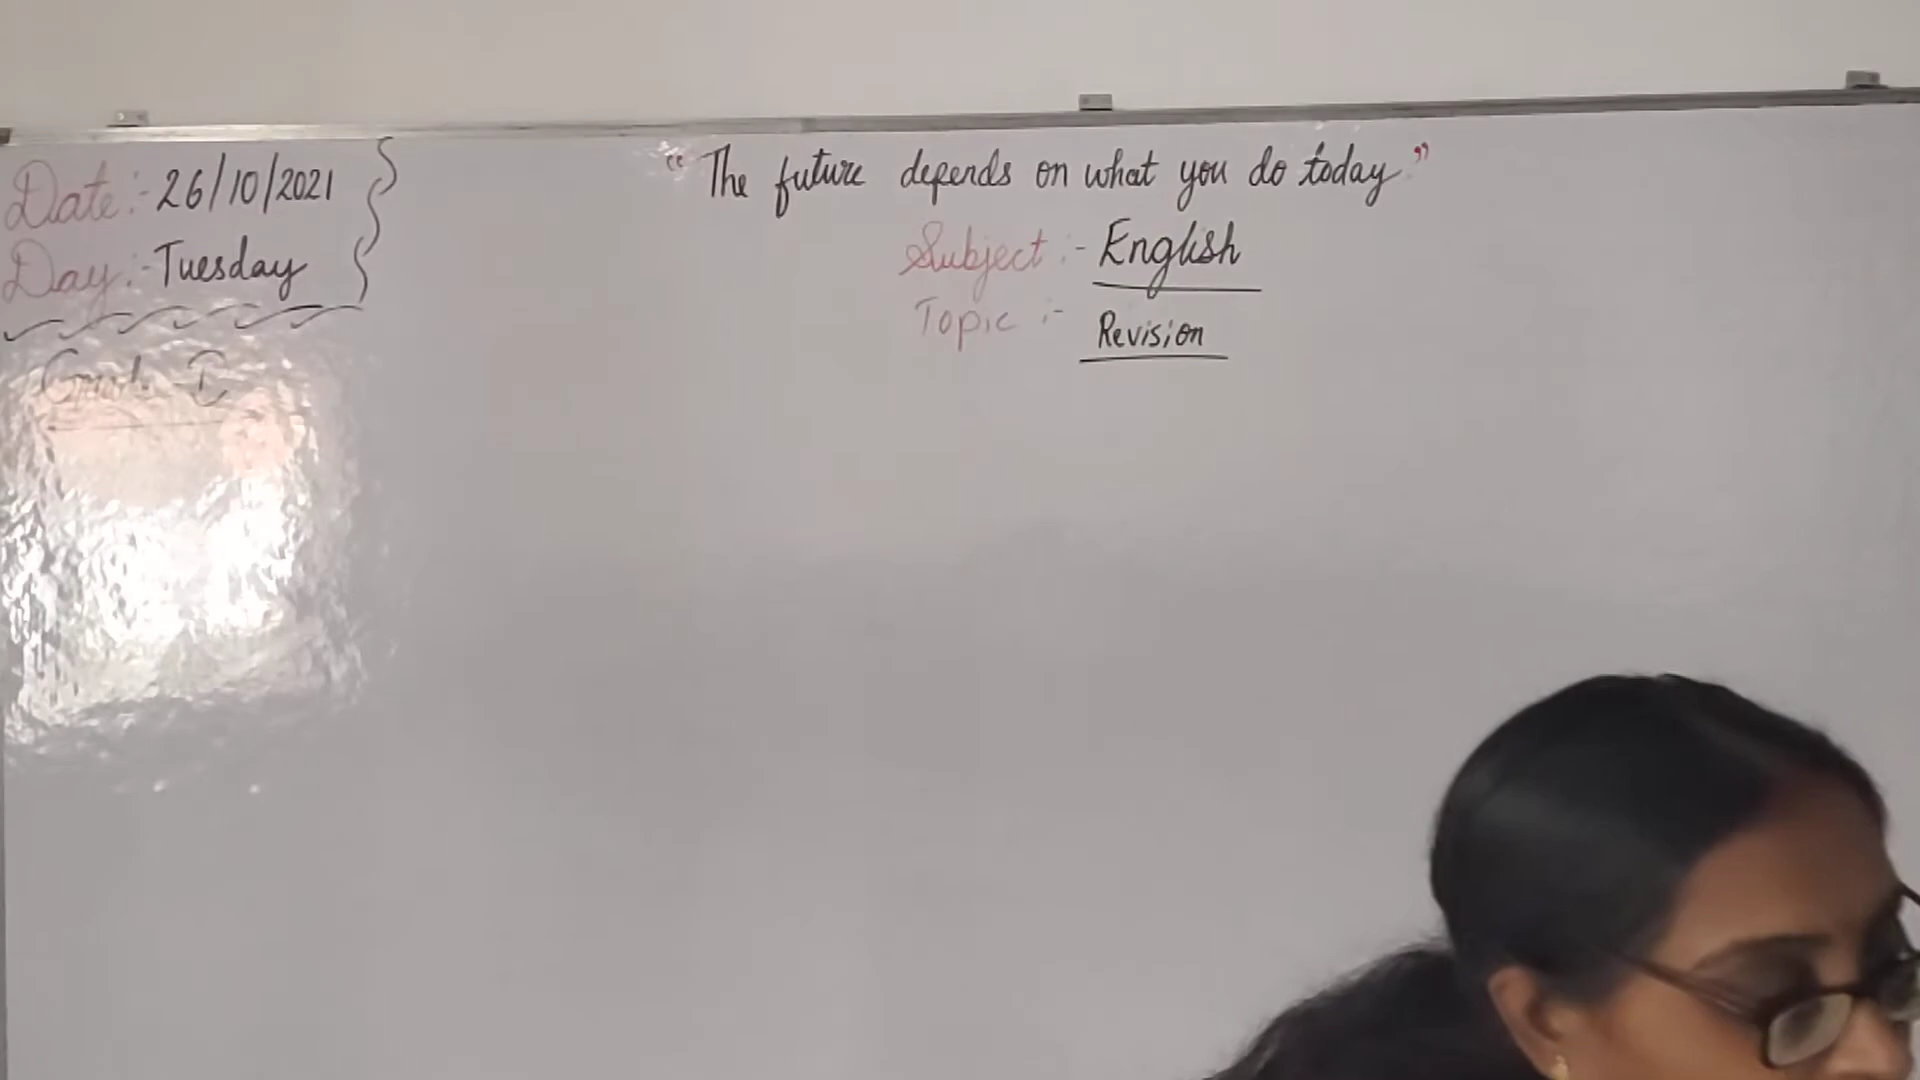 Date:- 26/10/2021
Day:- Tuesday
"The future depends on what you do today."
Subject:- English
Topic:- Revision